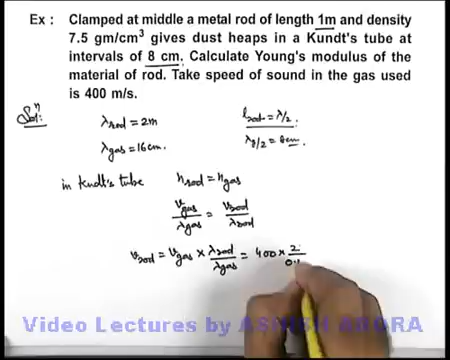 Ex : Clamped at middle a metal rod of length 1m and density
7.5 gm/cm³ gives dust heaps in a Kundt's tube at
intervals of 8 cm. Calculate Young's modulus of the
material of rod. Take speed of sound in the gas used
is 400 m/s.
Solⁿ: λrod = 2m   lrod = λ/2
λgas = 16cm.   λg/2 = 8cm.
in Kndt's tube   nrod = ngas
vgas/λgas = vrod/λrod
vrod = vgas × λrod/λgas = 400 × 2/0.1
Video Lectures by ASHISH ARORA